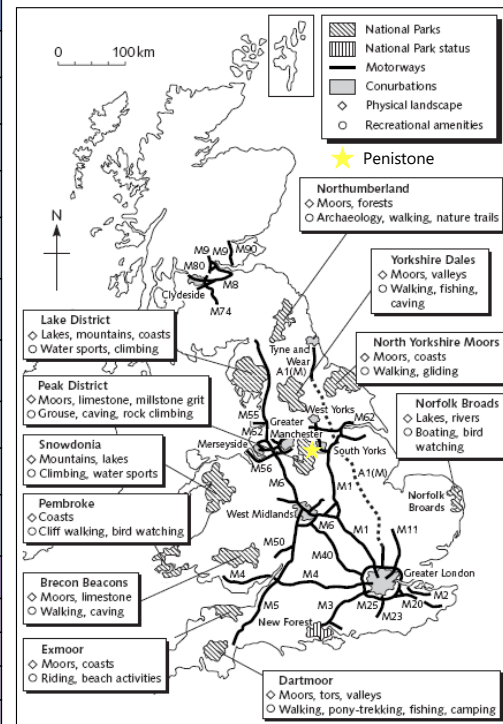 0 100 km
National Parks
National Park status
Motorways
Conurbations
◇ Physical landscape
○ Recreational amenities
Penistone
N
Northumberland
◇ Moors, forests
○ Archaeology, walking, nature trails
Yorkshire Dales
◇ Moors, valleys
○ Walking, fishing,
caving
M9 M9 M90
M80
M8
Clydeside
M74
Lake District
◇ Lakes, mountains, coasts
○ Water sports, climbing
Tyne and
Wear
A1(M)
North Yorkshire Moors
◇ Moors, coasts
○ Walking, gliding
Peak District
◇ Moors, limestone, millstone grit
○ Grouse, caving, rock climbing
M55
M62
West Yorks
M62
Greater
Manchester
Merseyside
South Yorks
M56
Norfolk Broads
◇ Lakes, rivers
○ Boating, bird
watching
Snowdonia
◇ Mountains, lakes
○ Climbing, water sports
M6
M1
A1(M)
Norfolk
Broads
Pembroke
◇ Coasts
○ Cliff walking, bird watching
West Midlands
M6
M1
M11
M50
M40
Brecon Beacons
◇ Moors, limestone
○ Walking, caving
M4
M4
Greater London
M5
M3
M25
M20
M2
M23
New Forest
Exmoor
◇ Moors, coasts
○ Riding, beach activities
Dartmoor
◇ Moors, tors, valleys
○ Walking, pony-trekking, fishing, camping